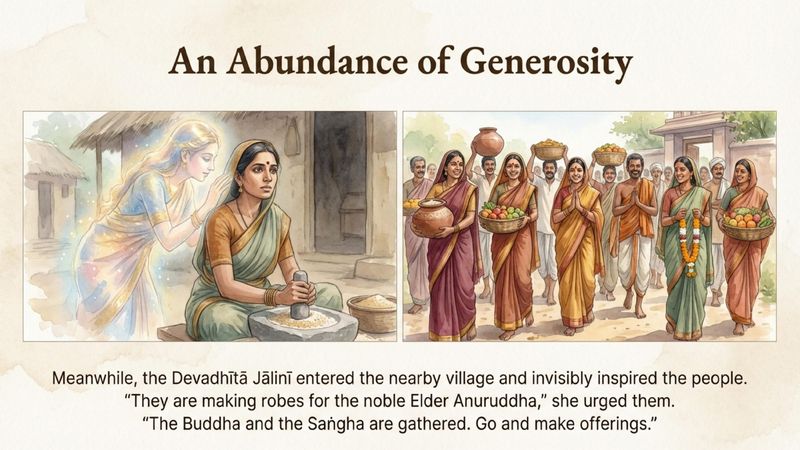 An Abundance of Generosity
Meanwhile, the Devadhītā Jālinī entered the nearby village and invisibly inspired the people.
“They are making robes for the noble Elder Anuruddha,” she urged them.
“The Buddha and the Saṅgha are gathered. Go and make offerings.”